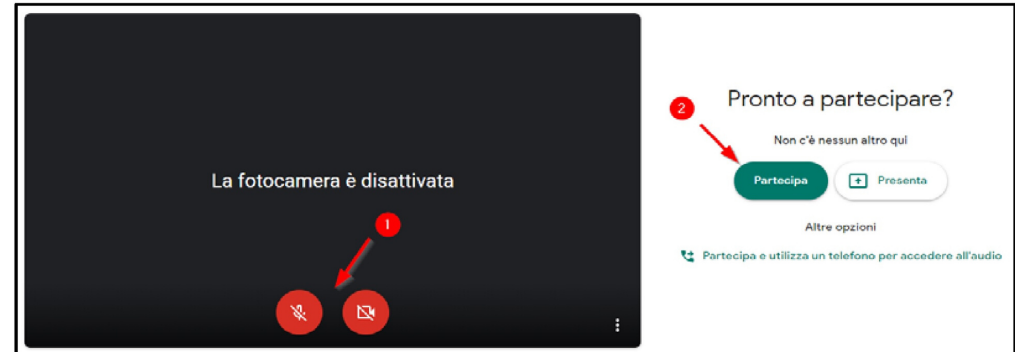 La fotocamera è disattivata
1
2
Pronto a partecipare?
Non c'è nessun altro qui
Partecipa
Presenta
Altre opzioni
Partecipa e utilizza un telefono per accedere all'audio